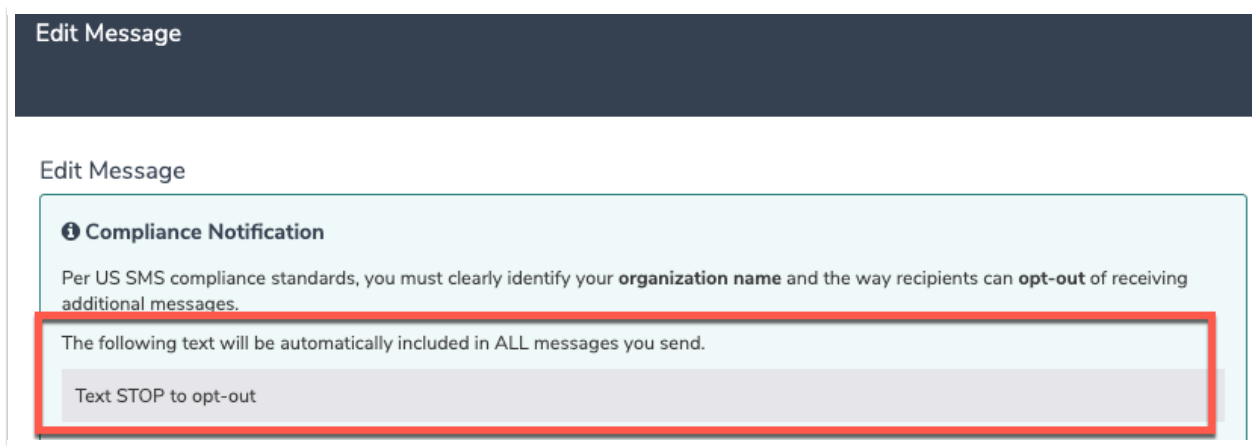 Edit Message
Edit Message
Compliance Notification
Per US SMS compliance standards, you must clearly identify your organization name and the way recipients can opt-out of receiving
additional messages.
The following text will be automatically included in ALL messages you send.
Text STOP to opt-out